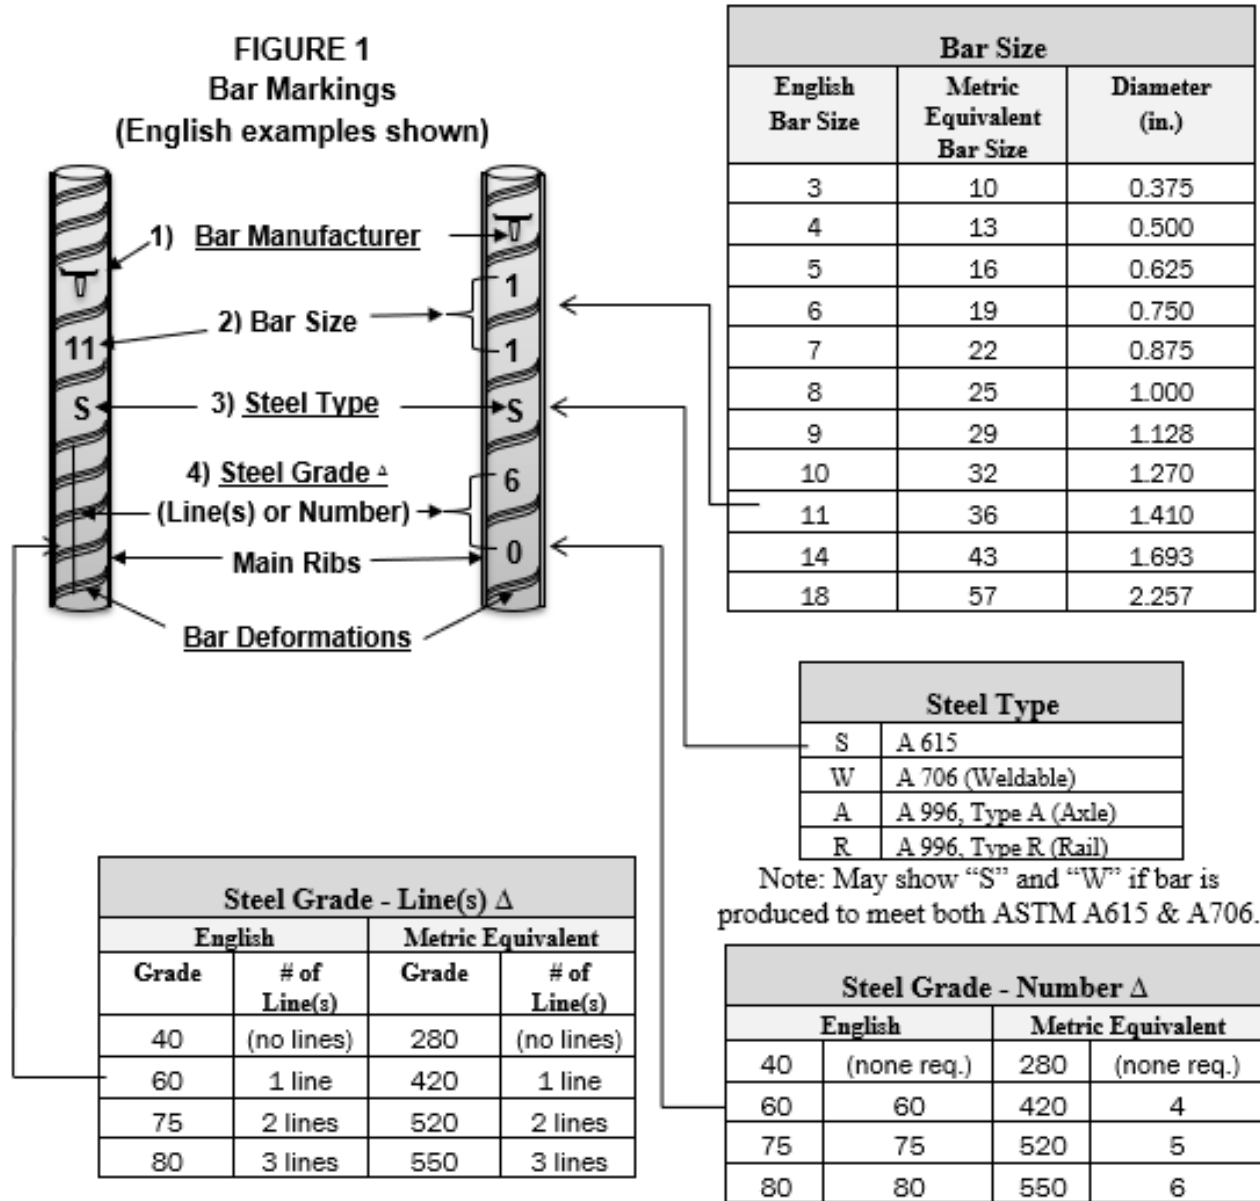 FIGURE 1
Bar Markings
(English examples shown)
1) Bar Manufacturer
2) Bar Size
3) Steel Type
4) Steel Grade Δ
(Line(s) or Number)
Main Ribs
Bar Deformations
11
S
1
1
S
6
0
Bar Size
English Bar Size Metric Equivalent Bar Size Diameter (in.)
3 10 0.375
4 13 0.500
5 16 0.625
6 19 0.750
7 22 0.875
8 25 1.000
9 29 1.128
10 32 1.270
11 36 1.410
14 43 1.693
18 57 2.257
Steel Type
S A 615
W A 706 (Weldable)
A A 996, Type A (Axle)
R A 996, Type R (Rail)
Note: May show “S” and “W” if bar is
produced to meet both ASTM A615 & A706.
Steel Grade - Line(s) Δ
English Metric Equivalent
Grade # of Line(s) Grade # of Line(s)
40 (no lines) 280 (no lines)
60 1 line 420 1 line
75 2 lines 520 2 lines
80 3 lines 550 3 lines
Steel Grade - Number Δ
English Metric Equivalent
40 (none req.) 280 (none req.)
60 60 420 4
75 75 520 5
80 80 550 6